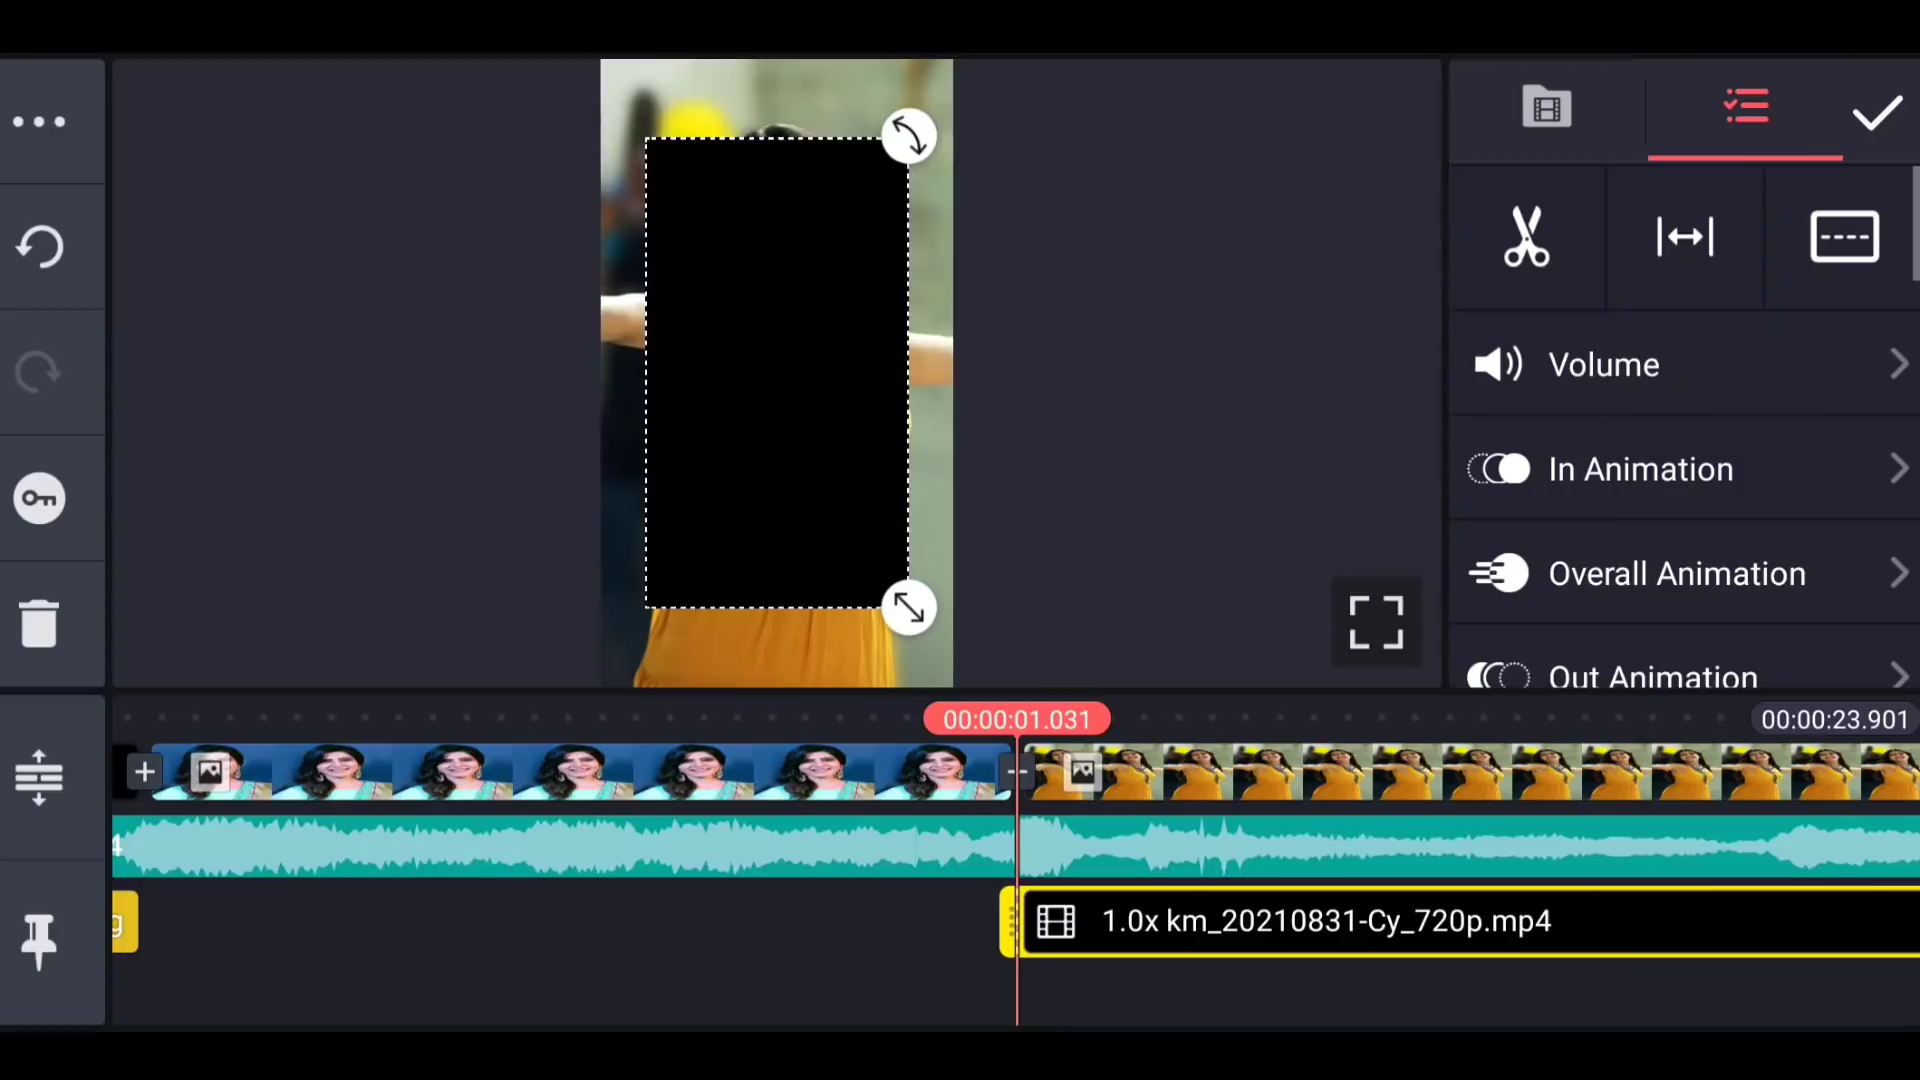 Volume
In Animation
Overall Animation
Out Animation
00:00:01.031
00:00:23.901
4
g
1.0x km_20210831-Cy_720p.mp4